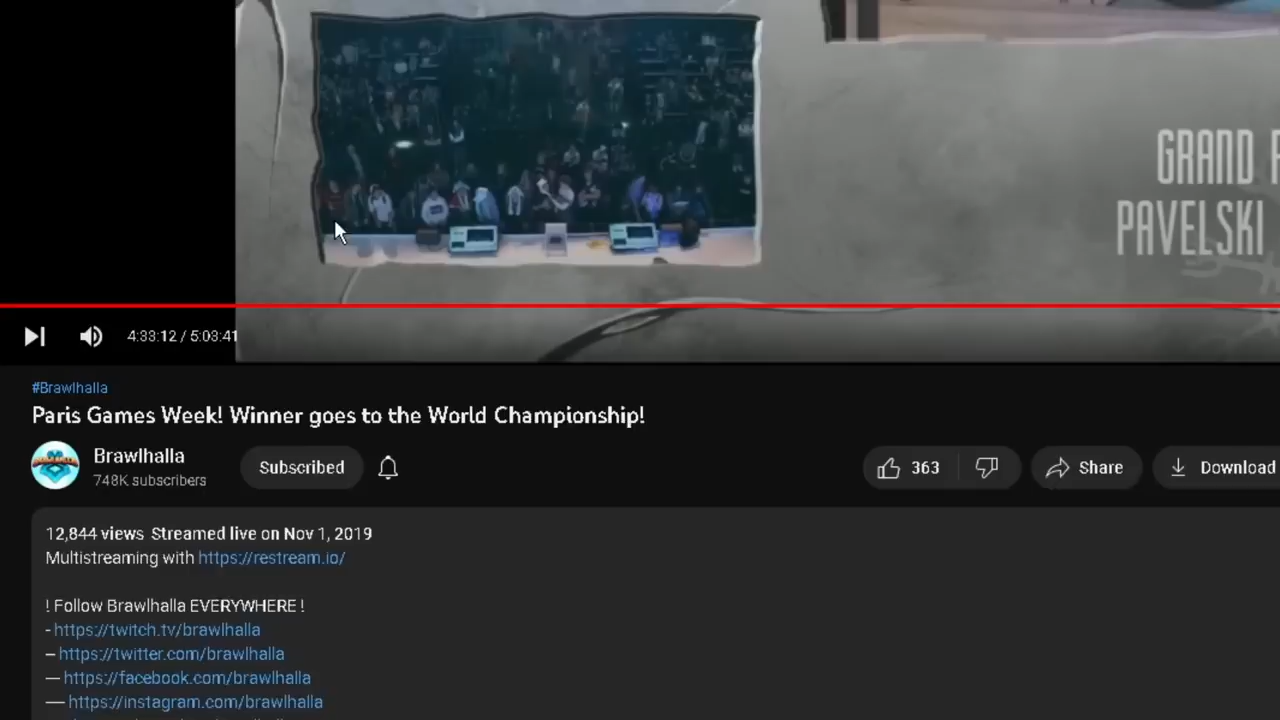 GRAND
PAVELSKI
4:33:12 / 5:03:41
#Brawlhalla
Paris Games Week! Winner goes to the World Championship!
Brawlhalla
748K subscribers
Subscribed
363
Share
Download
12,844 views Streamed live on Nov 1, 2019
Multistreaming with https://restream.io/
! Follow Brawlhalla EVERYWHERE !
- https://twitch.tv/brawlhalla
– https://twitter.com/brawlhalla
— https://facebook.com/brawlhalla
–— https://instagram.com/brawlhalla